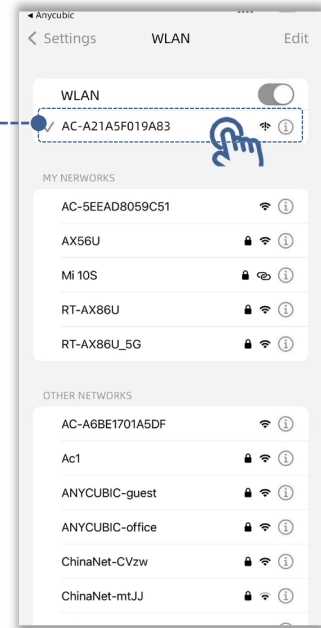 ◂ Anycubic
Settings WLAN Edit
WLAN
AC-A21A5F019A83
MY NERWORKS
AC-5EEAD8059C51
AX56U
Mi 10S
RT-AX86U
RT-AX86U_5G
OTHER NETWORKS
AC-A6BE1701A5DF
Ac1
ANYCUBIC-guest
ANYCUBIC-office
ChinaNet-CVzw
ChinaNet-mtJJ